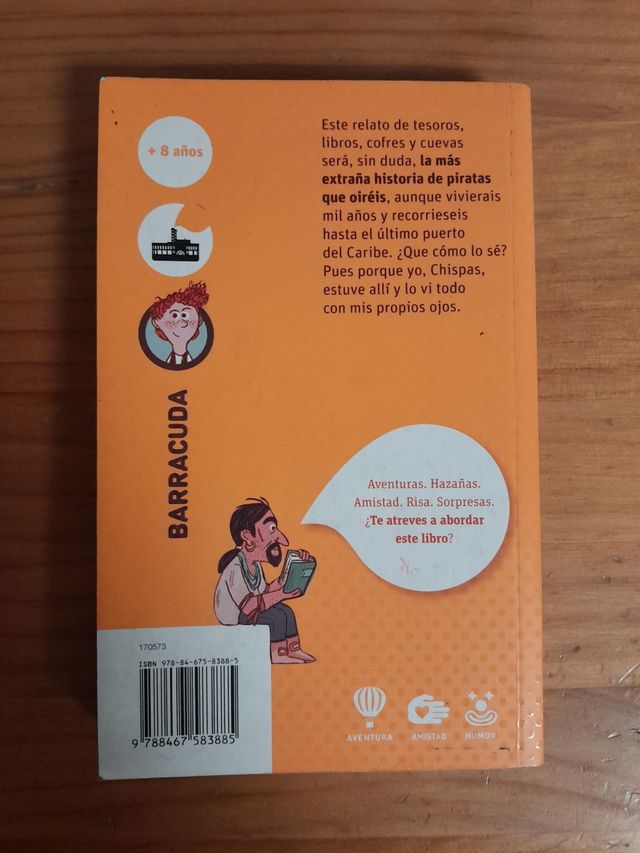 + 8 años
Este relato de tesoros,
libros, cofres y cuevas
será, sin duda, la más
extraña historia de piratas
que oiréis, aunque vivierais
mil años y recorrieseis
hasta el último puerto
del Caribe. ¿Que cómo lo sé?
Pues porque yo, Chispas,
estuve allí y lo vi todo
con mis propios ojos.
BARRACUDA
Aventuras. Hazañas.
Amistad. Risa. Sorpresas.
¿Te atreves a abordar
este libro?
No
170573
ISBN 978-84-675-8388-5
9 788467 583885
AVENTURA
AMISTAD
HUMOR